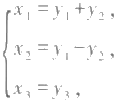 x₁ = y₁ + y₂ ,
x₂ = y₁ − y₂ ,
x₃ = y₃ ,